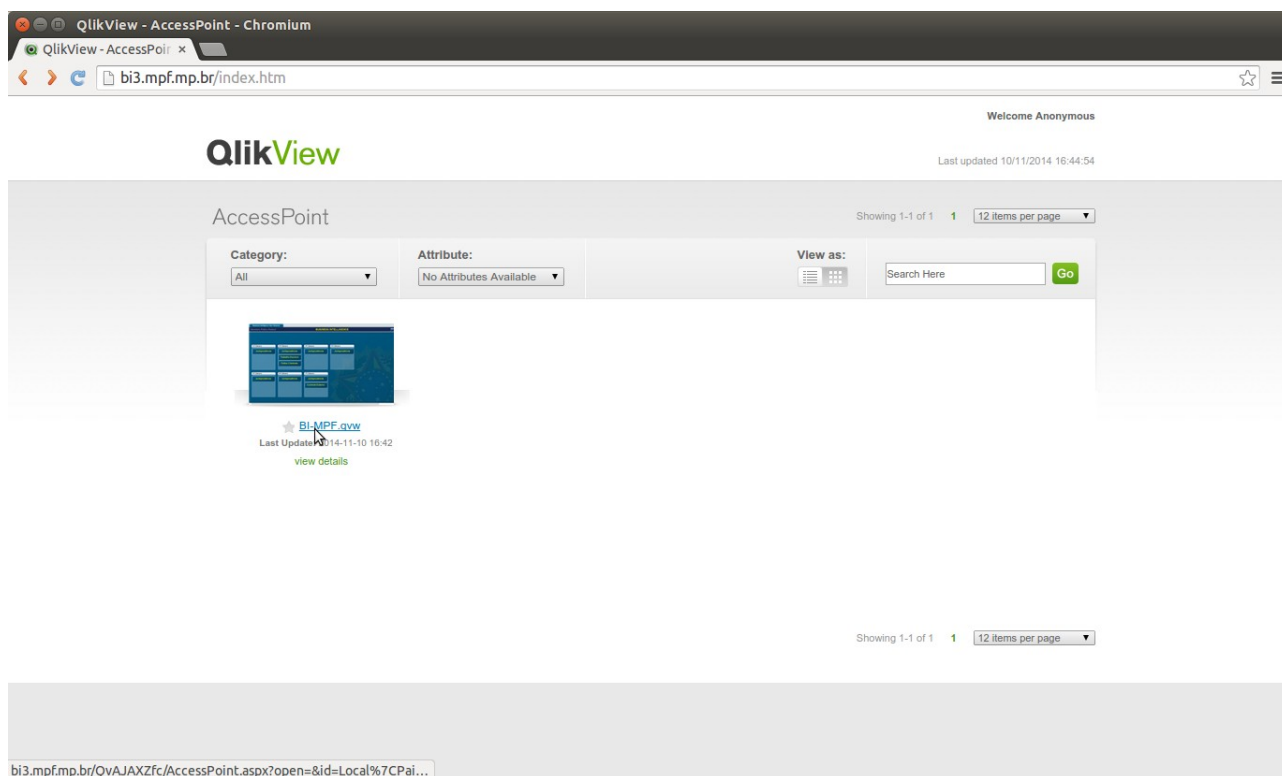 QlikView - AccessPoint - Chromium
QlikView - AccessPoir ×
bi3.mpf.mp.br/index.htm
Welcome Anonymous
QlikView
Last updated 10/11/2014 16:44:54
AccessPoint
Showing 1-1 of 1 1 12 items per page
Category: Attribute: View as:
All No Attributes Available Search Here Go
BI-MPF.qvw
Last Update: 2014-11-10 16:42
view details
Showing 1-1 of 1 1 12 items per page
bi3.mpf.mp.br/QvAJAXZfc/AccessPoint.aspx?open=&id=Local%7CPai...